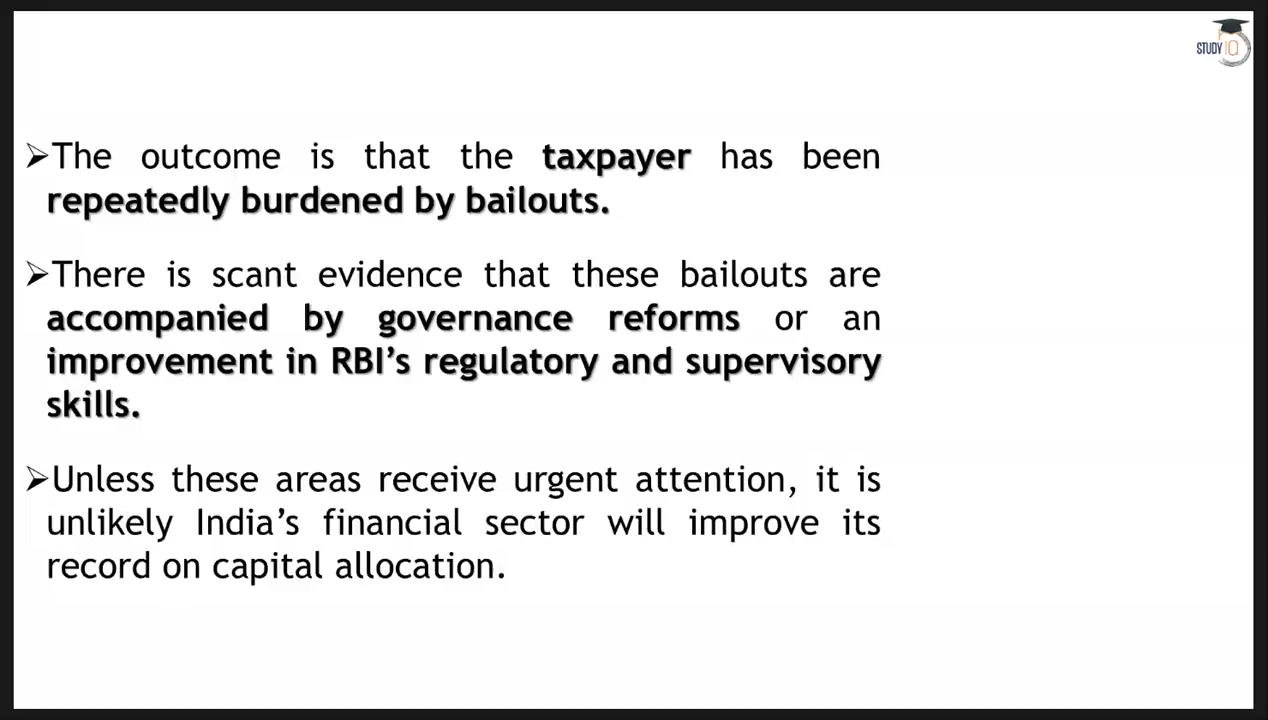 STUDY IQ
➢The outcome is that the taxpayer has been
repeatedly burdened by bailouts.
➢There is scant evidence that these bailouts are
accompanied by governance reforms or an
improvement in RBI’s regulatory and supervisory
skills.
➢Unless these areas receive urgent attention, it is
unlikely India’s financial sector will improve its
record on capital allocation.